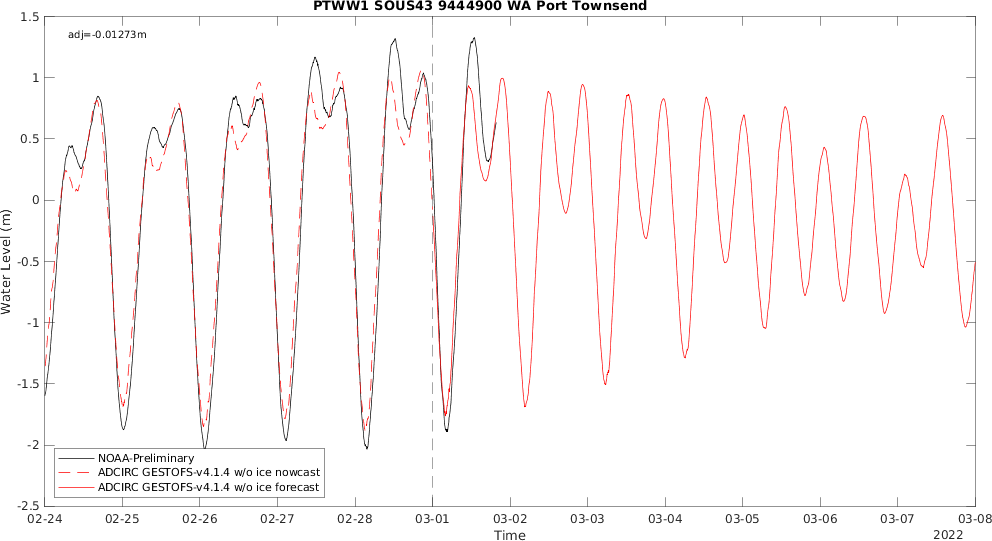 PTWW1 SOUS43 9444900 WA Port Townsend
adj=-0.01273m
1.5
1
0.5
0
-0.5
-1
-1.5
-2
-2.5
Water Level (m)
NOAA-Preliminary
ADCIRC GESTOFS-v4.1.4 w/o ice nowcast
ADCIRC GESTOFS-v4.1.4 w/o ice forecast
02-24 02-25 02-26 02-27 02-28 03-01 03-02 03-03 03-04 03-05 03-06 03-07 03-08
Time
2022